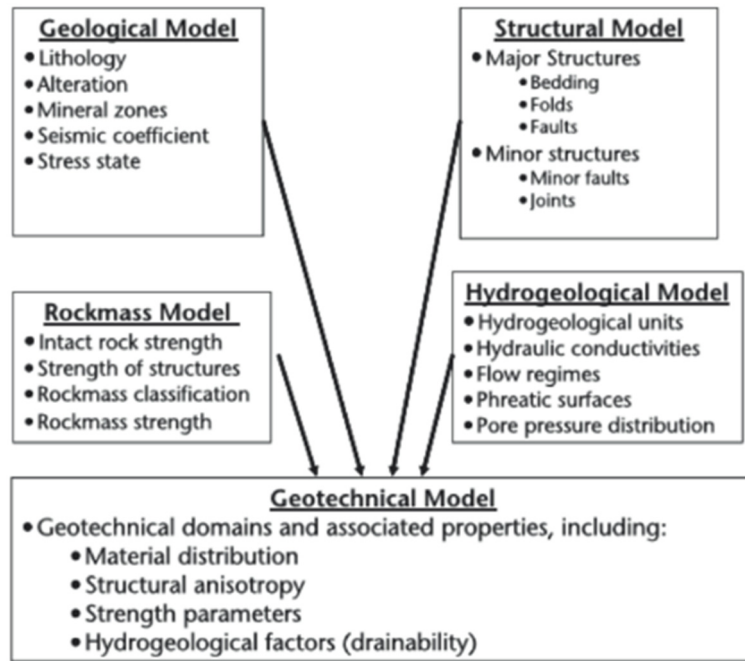 Geological Model
•Lithology
•Alteration
•Mineral zones
•Seismic coefficient
•Stress state
Structural Model
•Major Structures
•Bedding
•Folds
•Faults
•Minor structures
•Minor faults
•Joints
Rockmass Model
•Intact rock strength
•Strength of structures
•Rockmass classification
•Rockmass strength
Hydrogeological Model
•Hydrogeological units
•Hydraulic conductivities
•Flow regimes
•Phreatic surfaces
•Pore pressure distribution
Geotechnical Model
•Geotechnical domains and associated properties, including:
•Material distribution
•Structural anisotropy
•Strength parameters
•Hydrogeological factors (drainability)